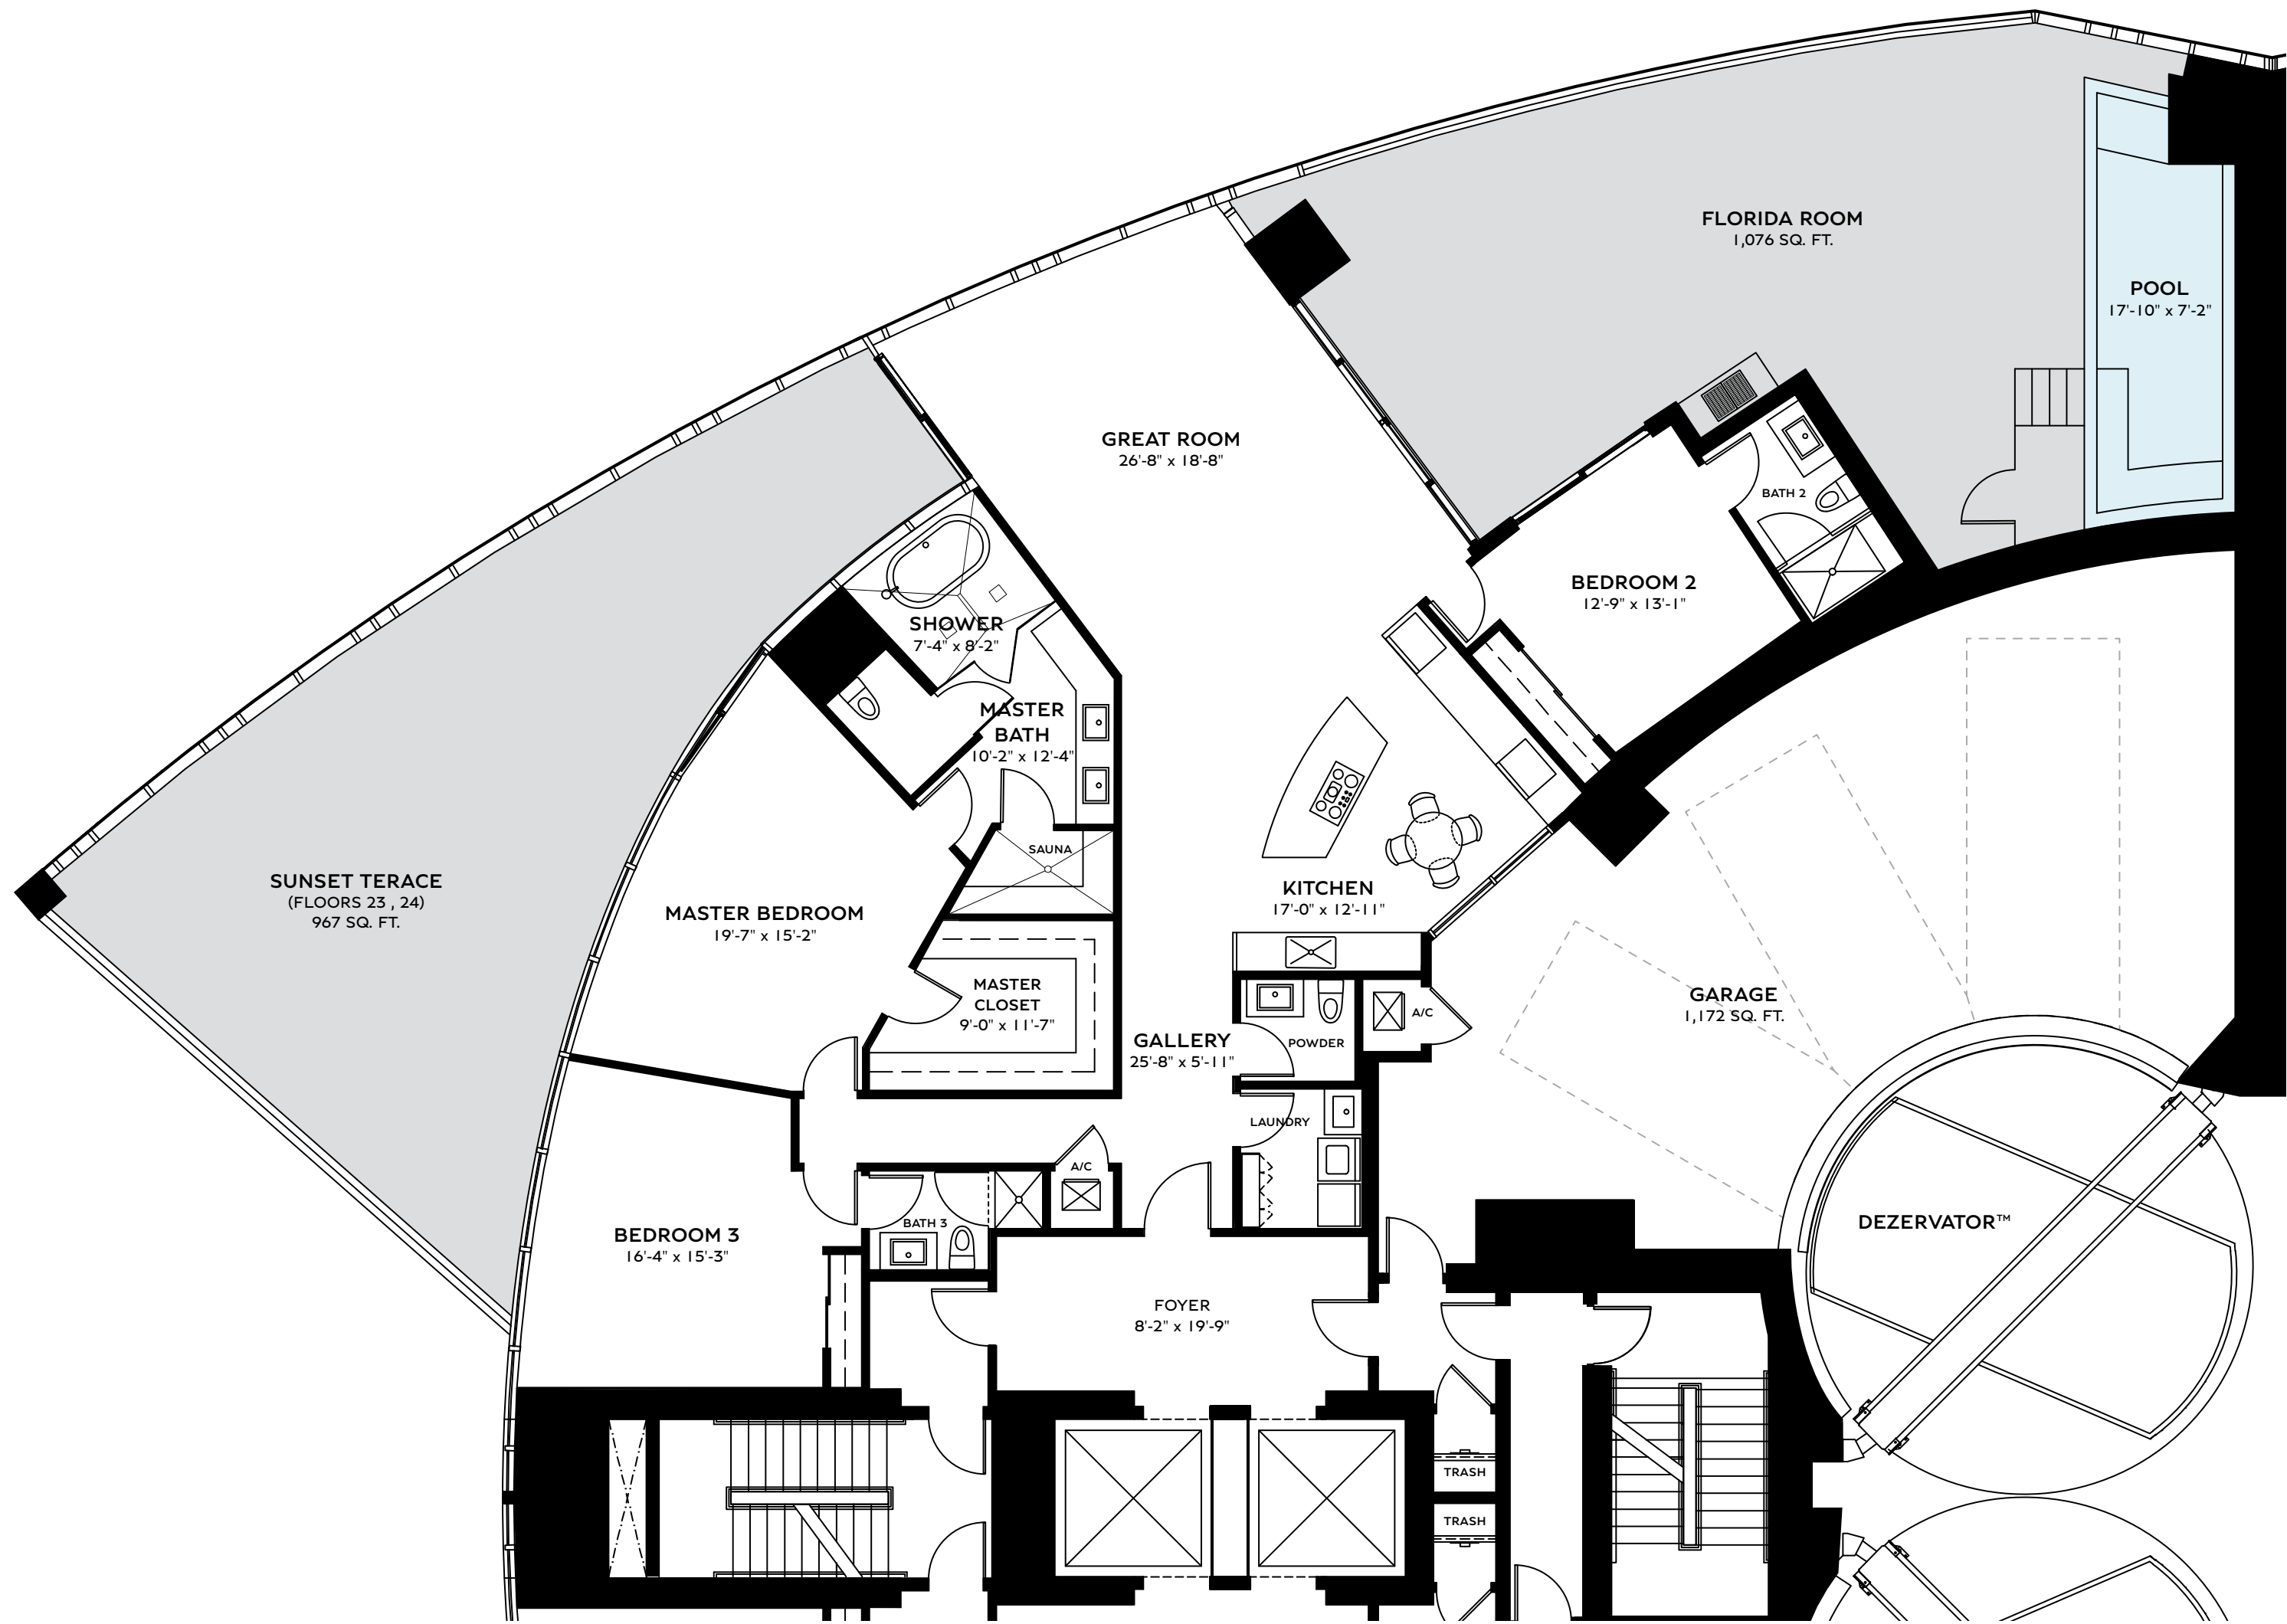 FLORIDA ROOM
1,076 SQ. FT.
POOL
17'-10" x 7'-2"
GREAT ROOM
26'-8" x 18'-8"
BATH 2
BEDROOM 2
12'-9" x 13'-1"
SHOWER
7'-4" x 8'-2"
MASTER
BATH
10'-2" x 12'-4"
SAUNA
SUNSET TERACE
(FLOORS 23 , 24)
967 SQ. FT.
MASTER BEDROOM
19'-7" x 15'-2"
KITCHEN
17'-0" x 12'-11"
MASTER
CLOSET
9'-0" x 11'-7"
GARAGE
1,172 SQ. FT.
A/C
GALLERY
25'-8" x 5'-11"
POWDER
LAUNDRY
A/C
BATH 3
BEDROOM 3
16'-4" x 15'-3"
DEZERVATOR™
FOYER
8'-2" x 19'-9"
TRASH
TRASH